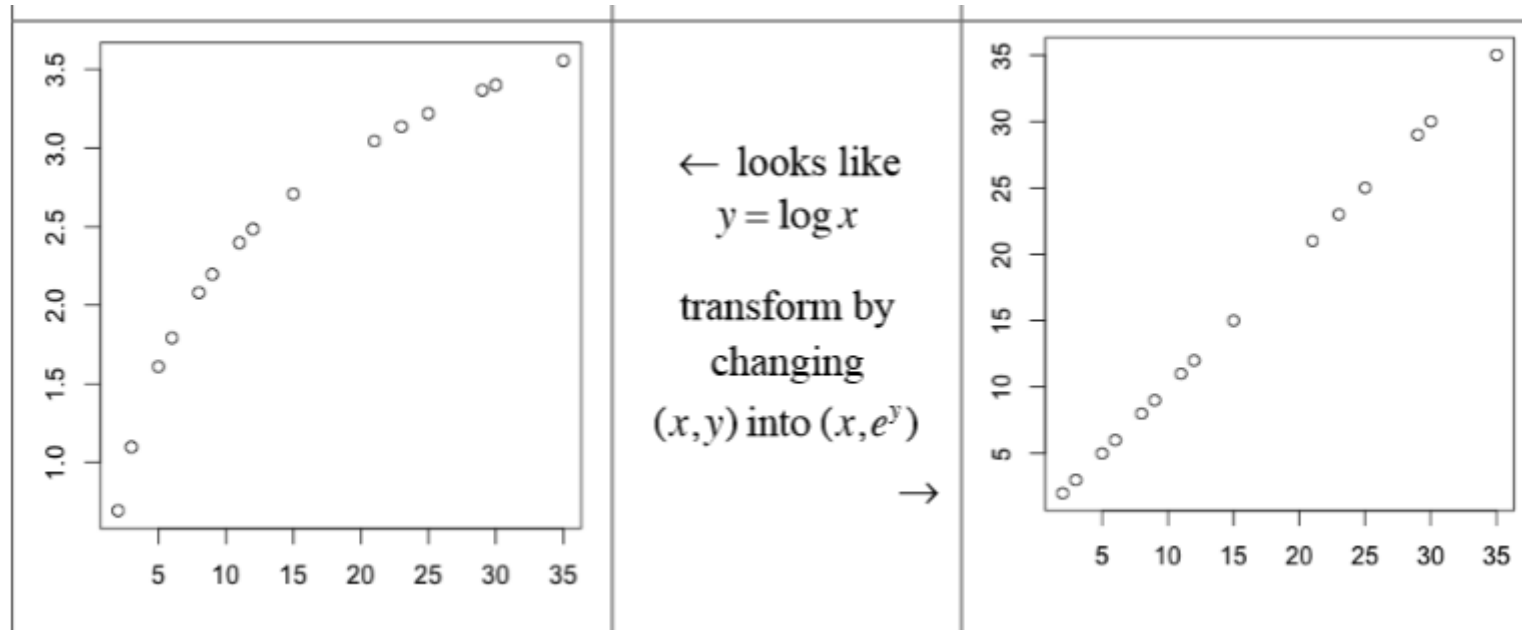 3.5
3.0
2.5
2.0
1.5
1.0
5 10 15 20 25 30 35
← looks like
y = log x
transform by
changing
(x, y) into (x, e^y)
→
35
30
25
20
15
10
5
5 10 15 20 25 30 35